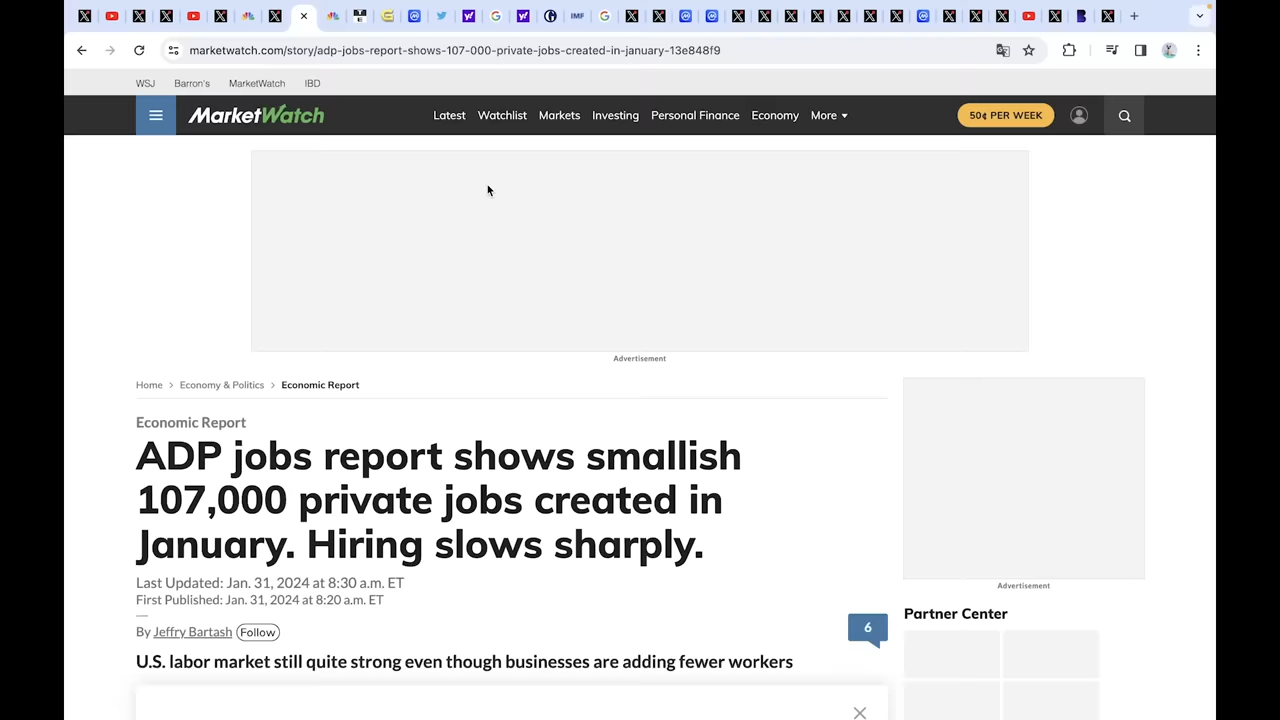 marketwatch.com/story/adp-jobs-report-shows-107-000-private-jobs-created-in-january-13e848f9
WSJ Barron's MarketWatch IBD
MarketWatch Latest Watchlist Markets Investing Personal Finance Economy More 50¢ PER WEEK
Advertisement
Home > Economy & Politics > Economic Report
Economic Report
ADP jobs report shows smallish
107,000 private jobs created in
January. Hiring slows sharply.
Last Updated: Jan. 31, 2024 at 8:30 a.m. ET
First Published: Jan. 31, 2024 at 8:20 a.m. ET
By Jeffry Bartash Follow
6
U.S. labor market still quite strong even though businesses are adding fewer workers
Advertisement
Partner Center